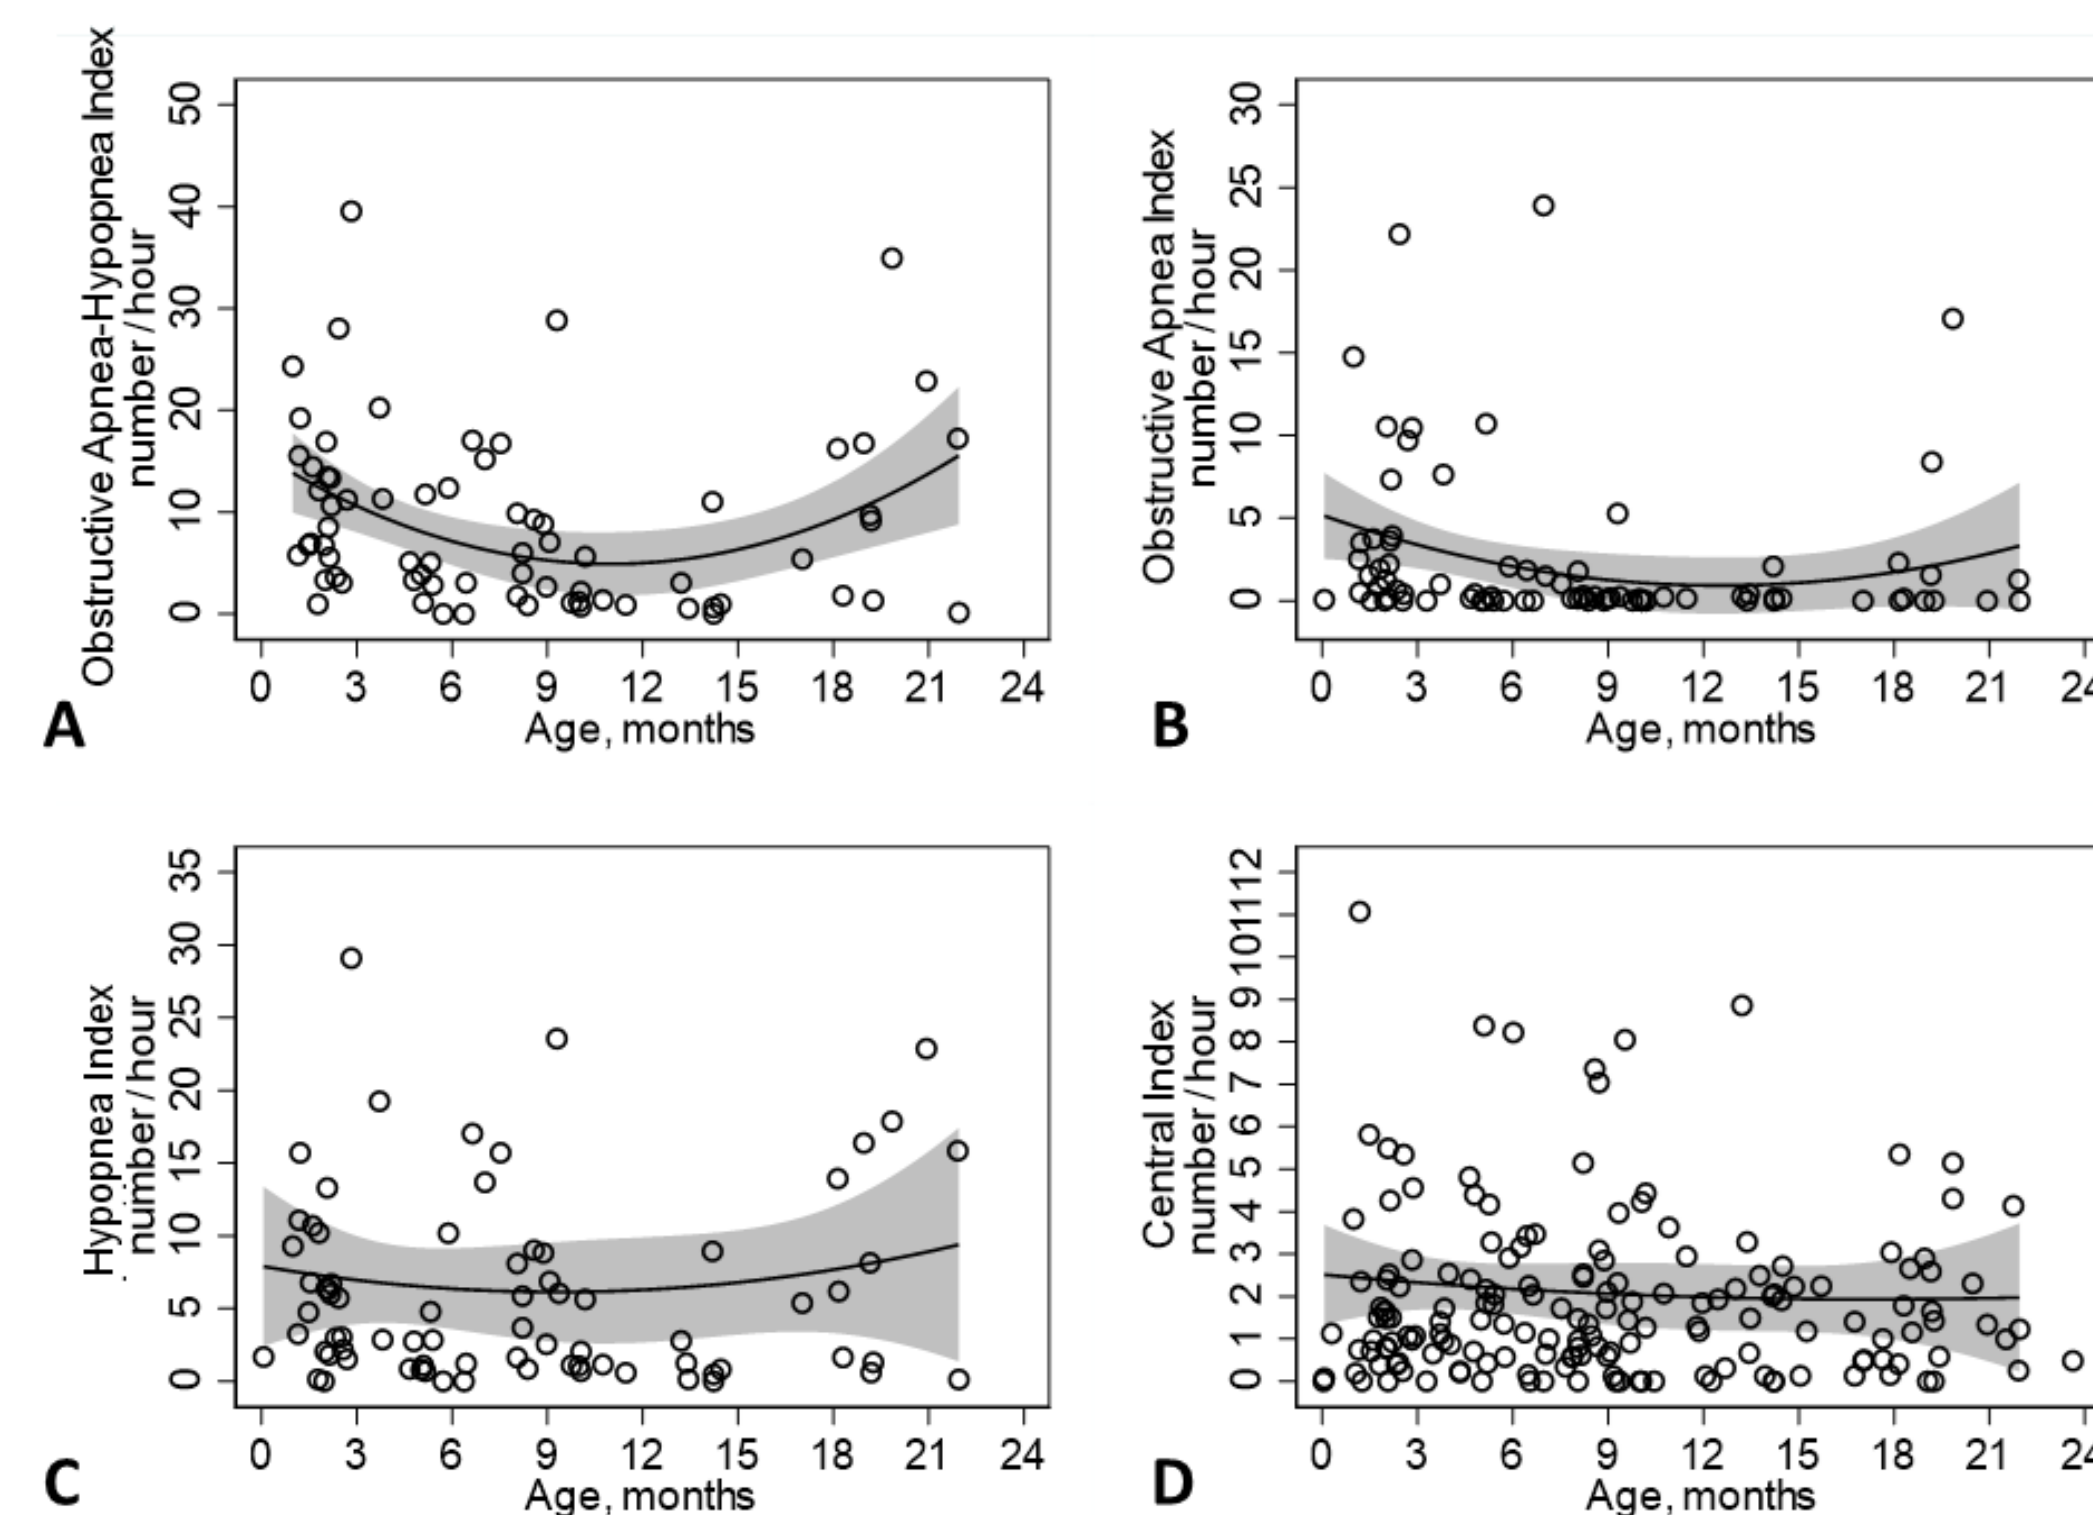 Obstructive Apnea-Hypopnea Index
number / hour
50
40
30
20
10
0
0 3 6 9 12 15 18 21 24
Age, months
A
Obstructive Apnea Index
number / hour
30
25
20
15
10
5
0
0 3 6 9 12 15 18 21 24
Age, months
B
Hypopnea Index
number / hour
35
30
25
20
15
10
5
0
0 3 6 9 12 15 18 21 24
Age, months
C
Central Index
number / hour
12
11
10
9
8
7
6
5
4
3
2
1
0
0 3 6 9 12 15 18 21 24
Age, months
D